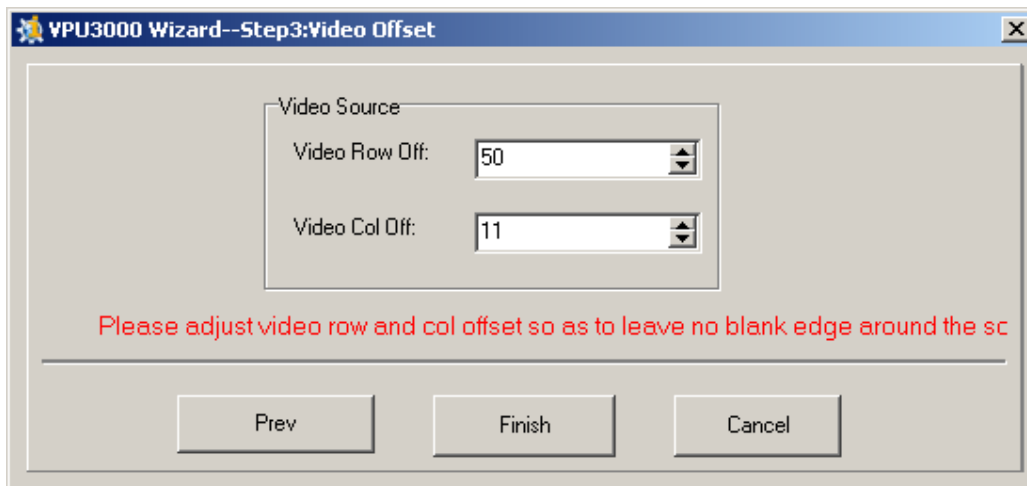 VPU3000 Wizard--Step3:Video Offset
Video Source
Video Row Off:
50
Video Col Off:
11
Please adjust video row and col offset so as to leave no blank edge around the sc
Prev
Finish
Cancel